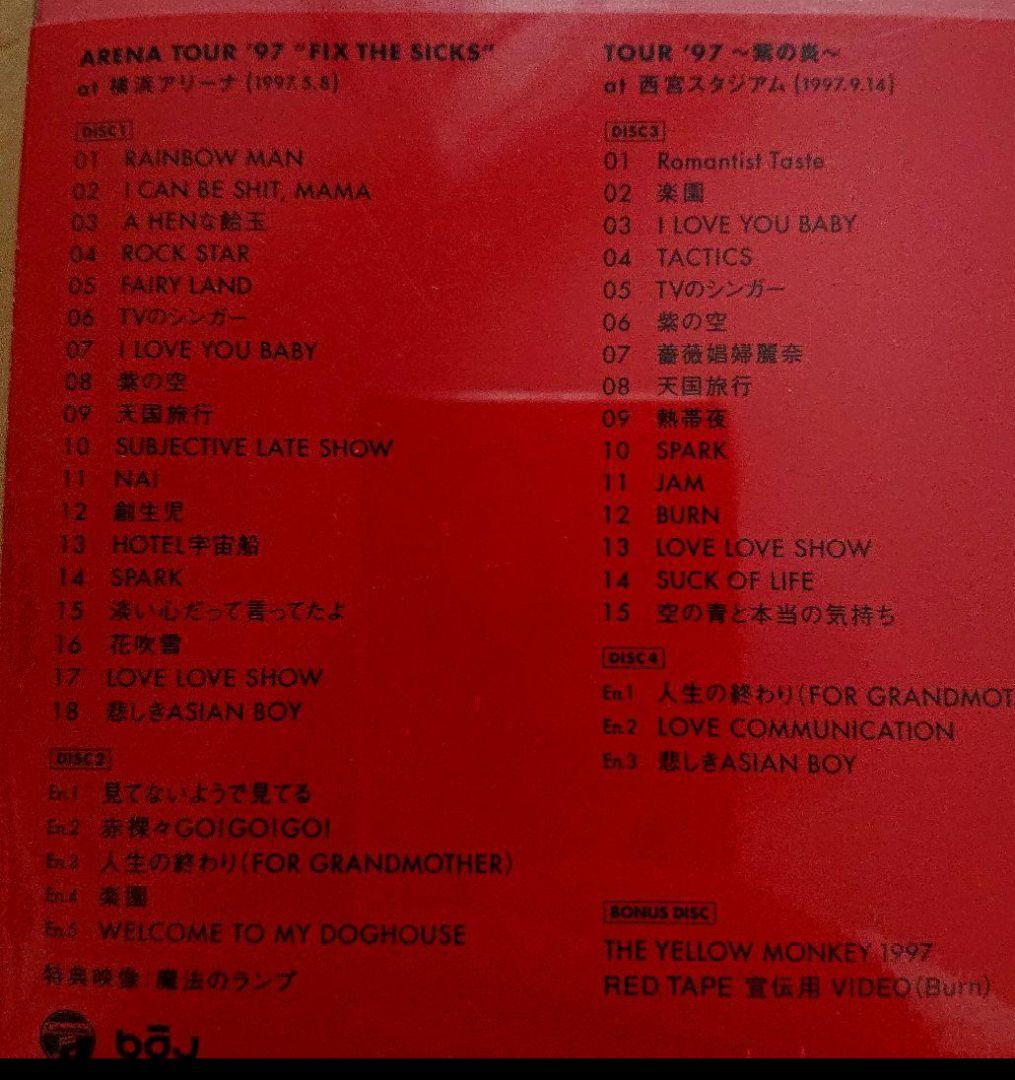 ARENA TOUR '97 "FIX THE SICKS"
at 横浜アリーナ (1997.5.8)
DISC1
01 RAINBOW MAN
02 I CAN BE SHIT, MAMA
03 A HENな飴玉
04 ROCK STAR
05 FAIRY LAND
06 TVのシンガー
07 I LOVE YOU BABY
08 紫の空
09 天国旅行
10 SUBJECTIVE LATE SHOW
11 NAI
12 創生児
13 HOTEL宇宙船
14 SPARK
15 淡い心だって言ってたよ
16 花吹雪
17 LOVE LOVE SHOW
18 悲しきASIAN BOY
DISC2
En.1 見てないようで見てる
En.2 赤裸々GO!GO!GO!
En.3 人生の終わり(FOR GRANDMOTHER)
En.4 楽園
En.5 WELCOME TO MY DOGHOUSE
特典映像:魔法のランプ
TOUR '97 ～紫の炎～
at 西宮スタジアム (1997.9.14)
DISC3
01 Romantist Taste
02 楽園
03 I LOVE YOU BABY
04 TACTICS
05 TVのシンガー
06 紫の空
07 薔薇娼婦麗奈
08 天国旅行
09 熱帯夜
10 SPARK
11 JAM
12 BURN
13 LOVE LOVE SHOW
14 SUCK OF LIFE
15 空の青と本当の気持ち
DISC4
En.1 人生の終わり(FOR GRANDMOT
En.2 LOVE COMMUNICATION
En.3 悲しきASIAN BOY
BONUS DISC
THE YELLOW MONKEY 1997
RED TAPE 宣伝用 VIDEO(Burn)